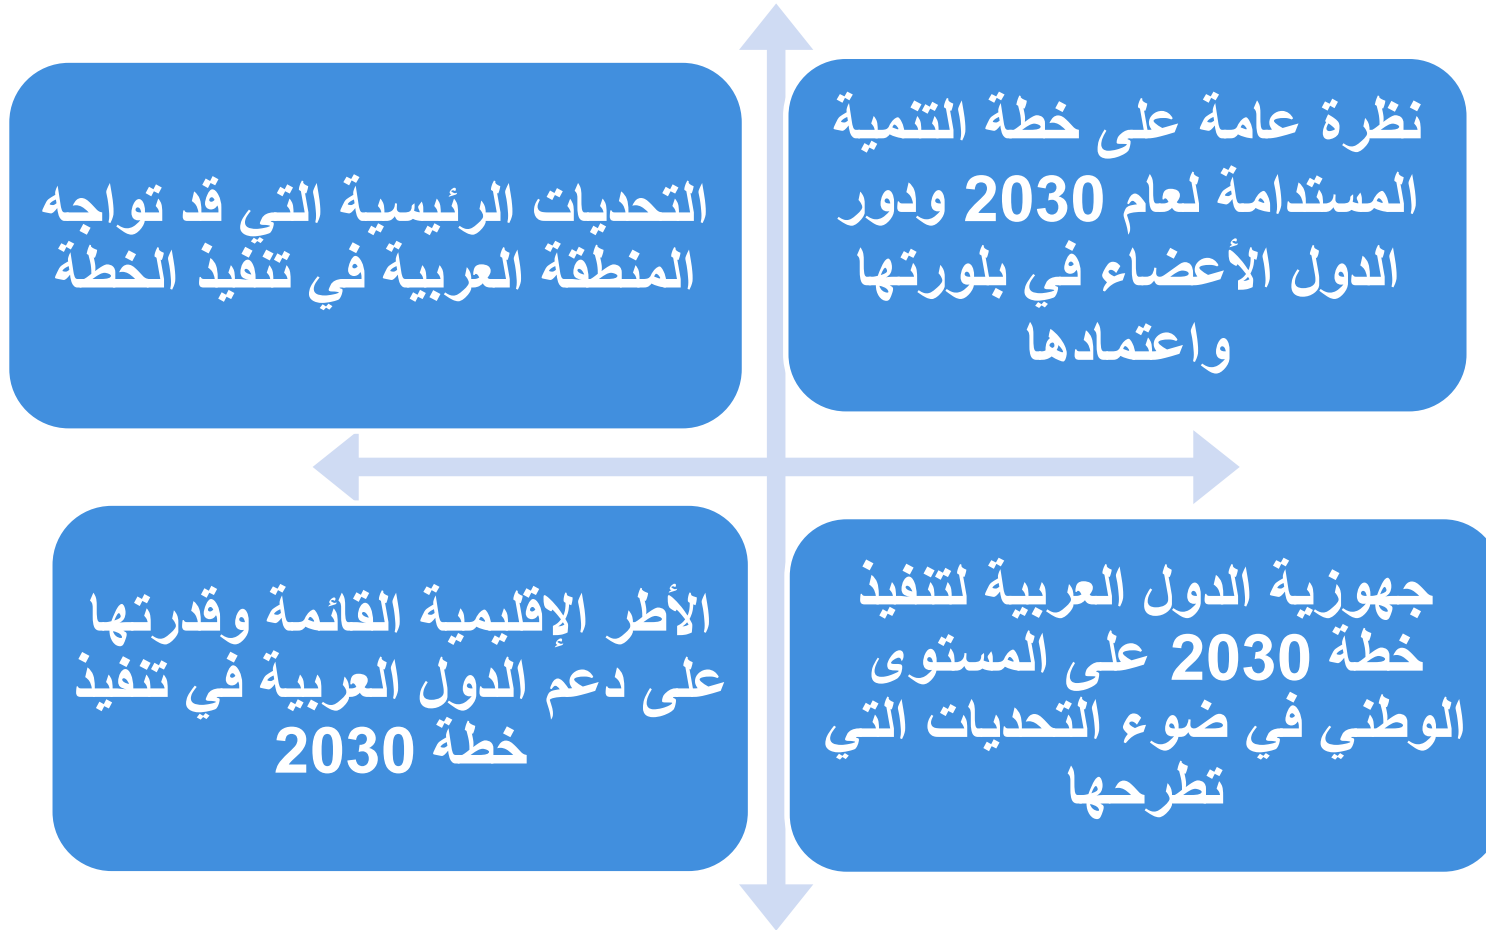 نظرة عامة على خطة التنمية
المستدامة لعام 2030 ودور
الدول الأعضاء في بلورتها
واعتمادها
التحديات الرئيسية التي قد تواجه
المنطقة العربية في تنفيذ الخطة
جهوزية الدول العربية لتنفيذ
خطة 2030 على المستوى
الوطني في ضوء التحديات التي
تطرحها
الأطر الإقليمية القائمة وقدرتها
على دعم الدول العربية في تنفيذ
خطة 2030